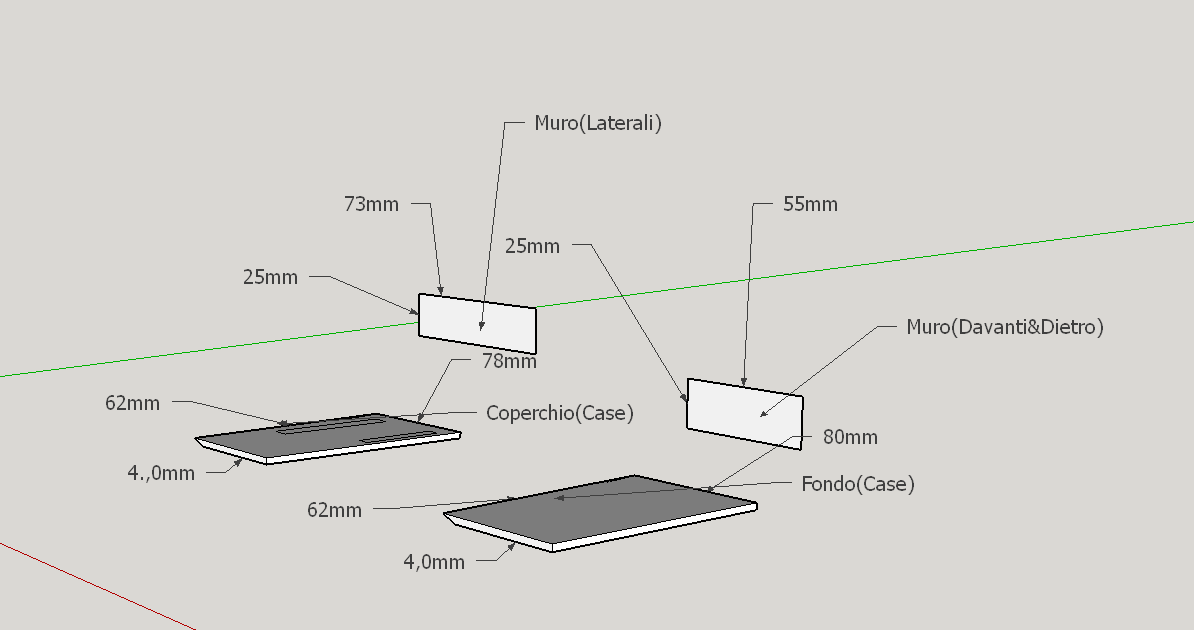 Muro(Laterali)
73mm
55mm
25mm
25mm
Muro(Davanti&Dietro)
78mm
62mm
Coperchio(Case)
80mm
4.,0mm
Fondo(Case)
62mm
4,0mm